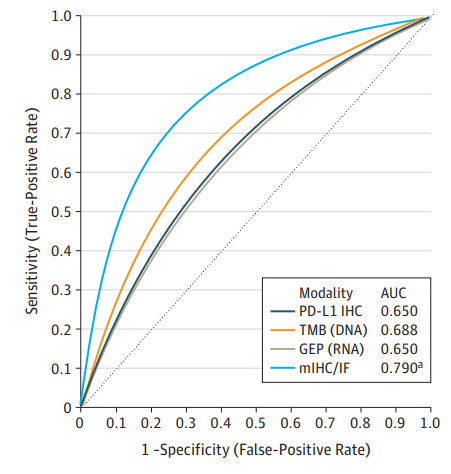 1.0
0.9
0.8
0.7
0.6
0.5
0.4
0.3
0.2
0.1
0
Sensitivity (True-Positive Rate)
Modality AUC
PD-L1 IHC 0.650
TMB (DNA) 0.688
GEP (RNA) 0.650
mIHC/IF 0.790ª
0 0.1 0.2 0.3 0.4 0.5 0.6 0.7 0.8 0.9 1.0
1-Specificity (False-Positive Rate)